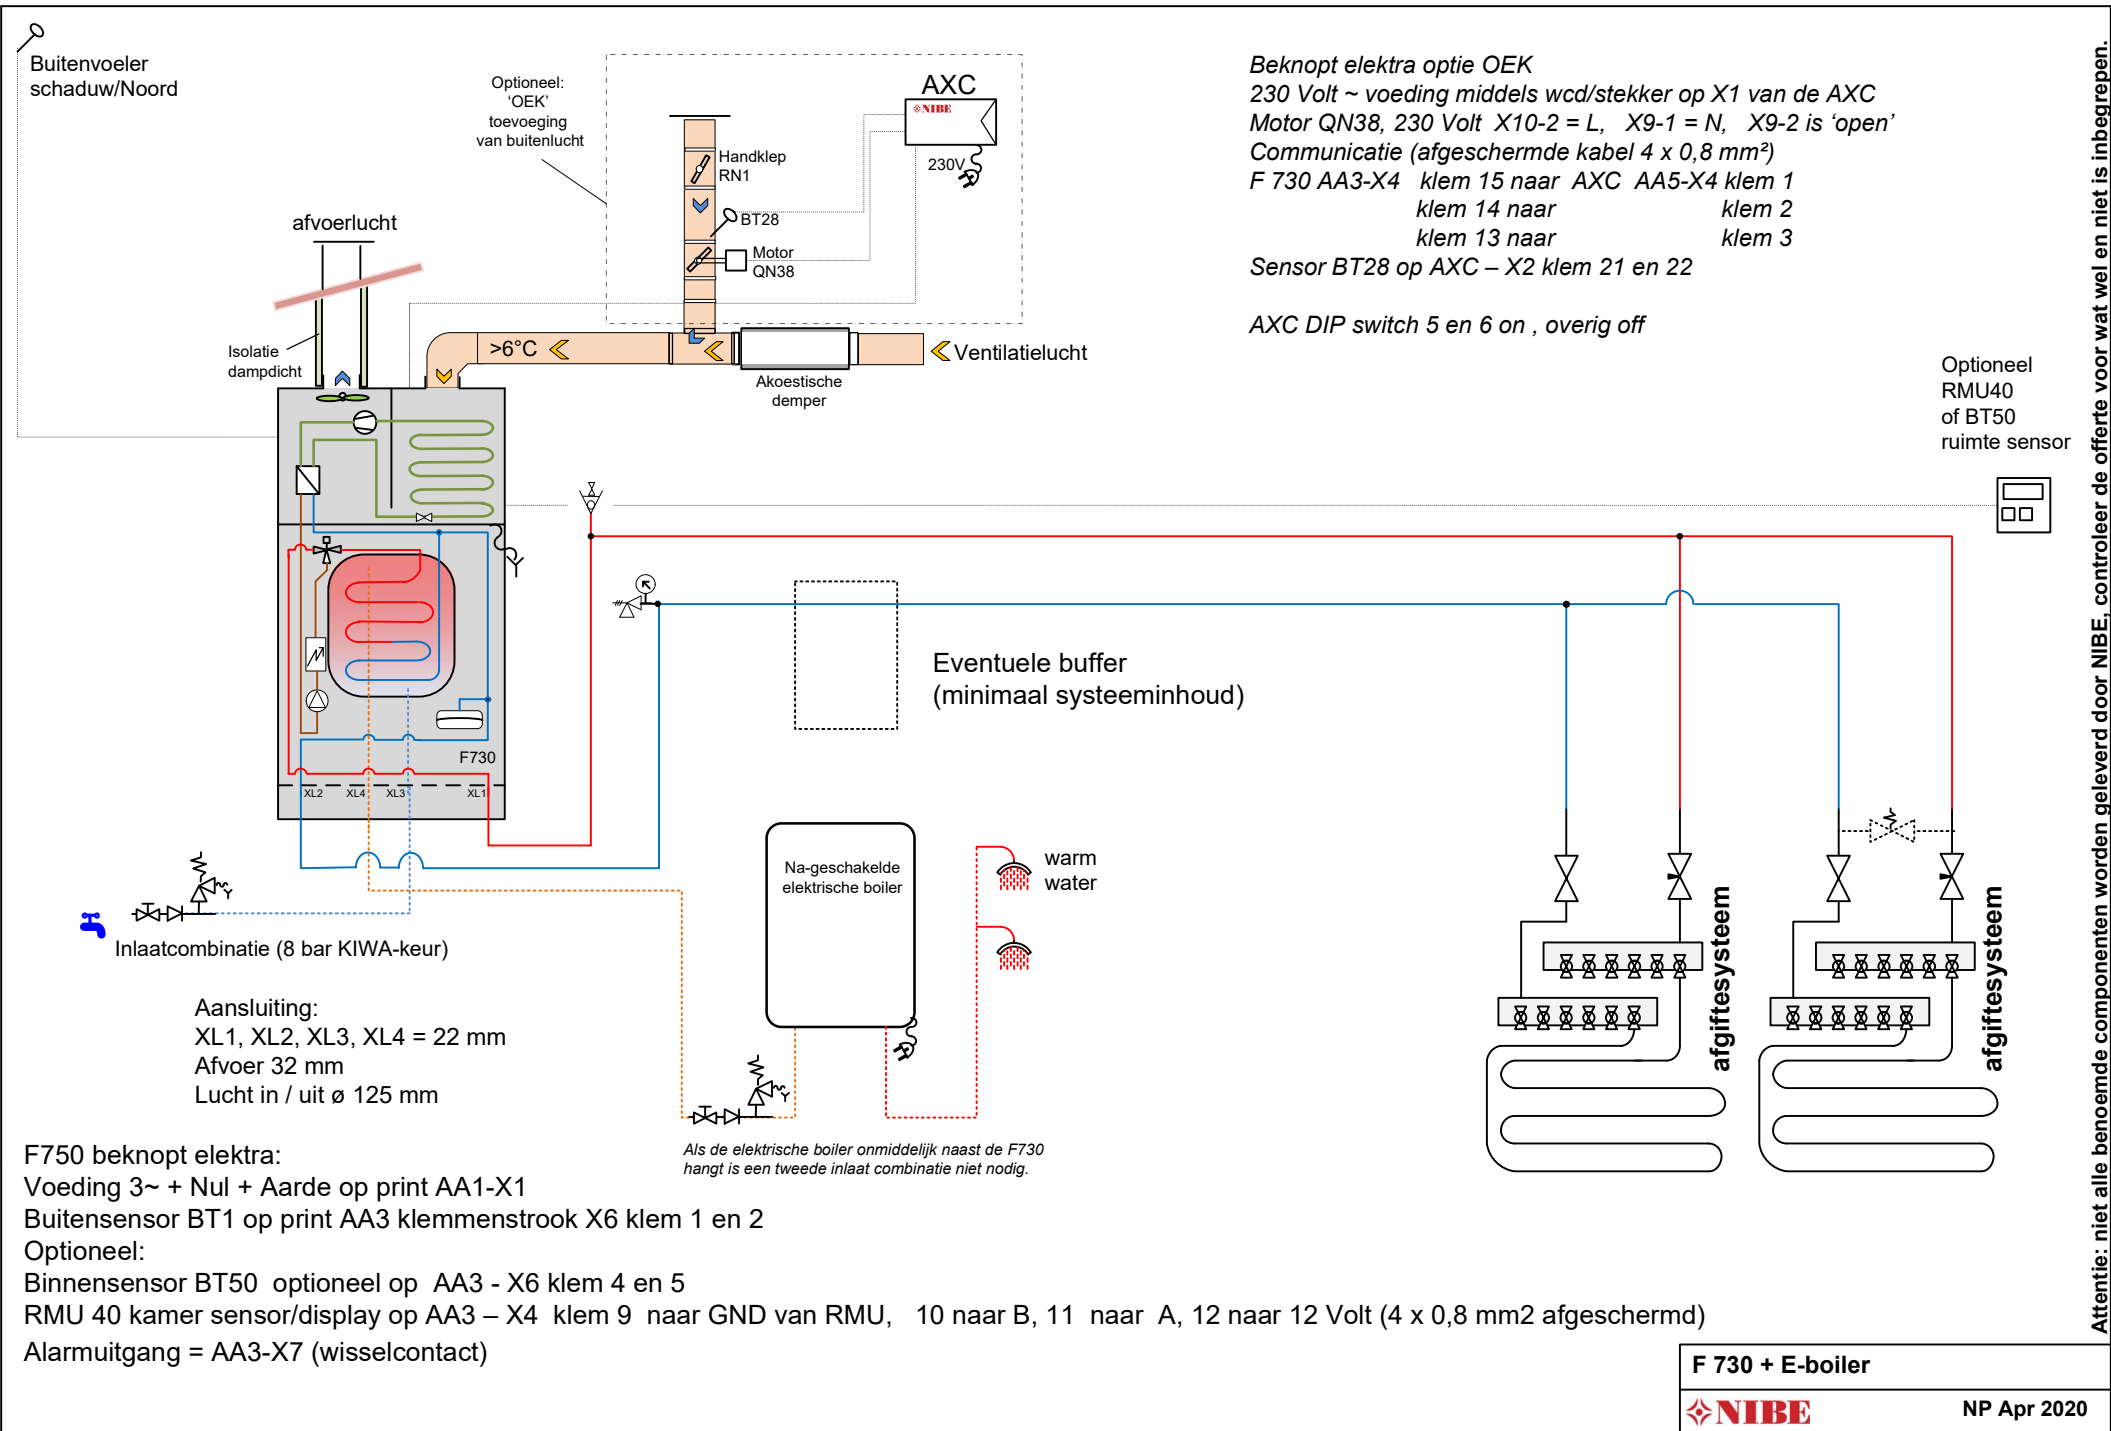 Buitenvoeler
schaduw/Noord
Optioneel:
‘OEK’
toevoeging
van buitenlucht
AXC
NIBE
230V
Handklep
RN1
BT28
Motor
QN38
Beknopt elektra optie OEK
230 Volt ~ voeding middels wcd/stekker op X1 van de AXC
Motor QN38, 230 Volt X10-2 = L, X9-1 = N, X9-2 is ‘open’
Communicatie (afgeschermde kabel 4 x 0,8 mm²)
F 730 AA3-X4 klem 15 naar AXC AA5-X4 klem 1
klem 14 naar klem 2
klem 13 naar klem 3
Sensor BT28 op AXC – X2 klem 21 en 22
AXC DIP switch 5 en 6 on , overig off
afvoerlucht
Isolatie
dampdicht
>6°C
Ventilatielucht
Akoestische
demper
Optioneel
RMU40
of BT50
ruimte sensor
Eventuele buffer
(minimaal systeeminhoud)
F730
XL2 XL4 XL3 XL1
Na-geschakelde
elektrische boiler
warm
water
Inlaatcombinatie (8 bar KIWA-keur)
afgiftesysteem
afgiftesysteem
Aansluiting:
XL1, XL2, XL3, XL4 = 22 mm
Afvoer 32 mm
Lucht in / uit ø 125 mm
Als de elektrische boiler onmiddelijk naast de F730
hangt is een tweede inlaat combinatie niet nodig.
F750 beknopt elektra:
Voeding 3~ + Nul + Aarde op print AA1-X1
Buitensensor BT1 op print AA3 klemmenstrook X6 klem 1 en 2
Optioneel:
Binnensensor BT50 optioneel op AA3 - X6 klem 4 en 5
RMU 40 kamer sensor/display op AA3 – X4 klem 9 naar GND van RMU, 10 naar B, 11 naar A, 12 naar 12 Volt (4 x 0,8 mm2 afgeschermd)
Alarmuitgang = AA3-X7 (wisselcontact)
Attentie: niet alle benoemde componenten worden geleverd door NIBE, controleer de offerte voor wat wel en niet is inbegrepen.
F 730 + E-boiler
NIBE
NP Apr 2020